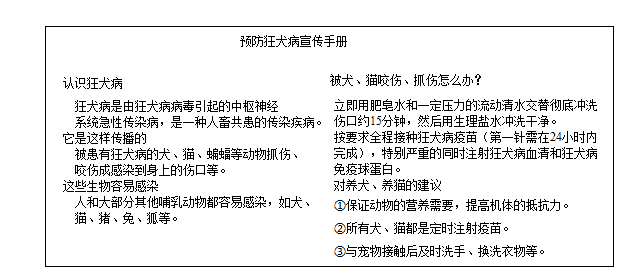 预防狂犬病宣传手册
认识狂犬病
狂犬病是由狂犬病病毒引起的中枢神经
系统急性传染病，是一种人畜共患的传染疾病。
它是这样传播的
被患有狂犬病的犬、猫、蝙蝠等动物抓伤、
咬伤或感染到身上的伤口等。
这些生物容易感染
人和大部分其他哺乳动物都容易感染，如犬、
猫、猪、兔、狐等。
被犬、猫咬伤、抓伤怎么办？
立即用肥皂水和一定压力的流动清水交替彻底冲洗
伤口约15分钟，然后用生理盐水冲洗干净。
按要求全程接种狂犬病疫苗（第一针需在24小时内
完成），特别严重的同时注射狂犬病血清和狂犬病
免疫球蛋白。
对养犬、养猫的建议
①保证动物的营养需要，提高机体的抵抗力。
②所有犬、猫都是定时注射疫苗。
③与宠物接触后及时洗手、换洗衣物等。